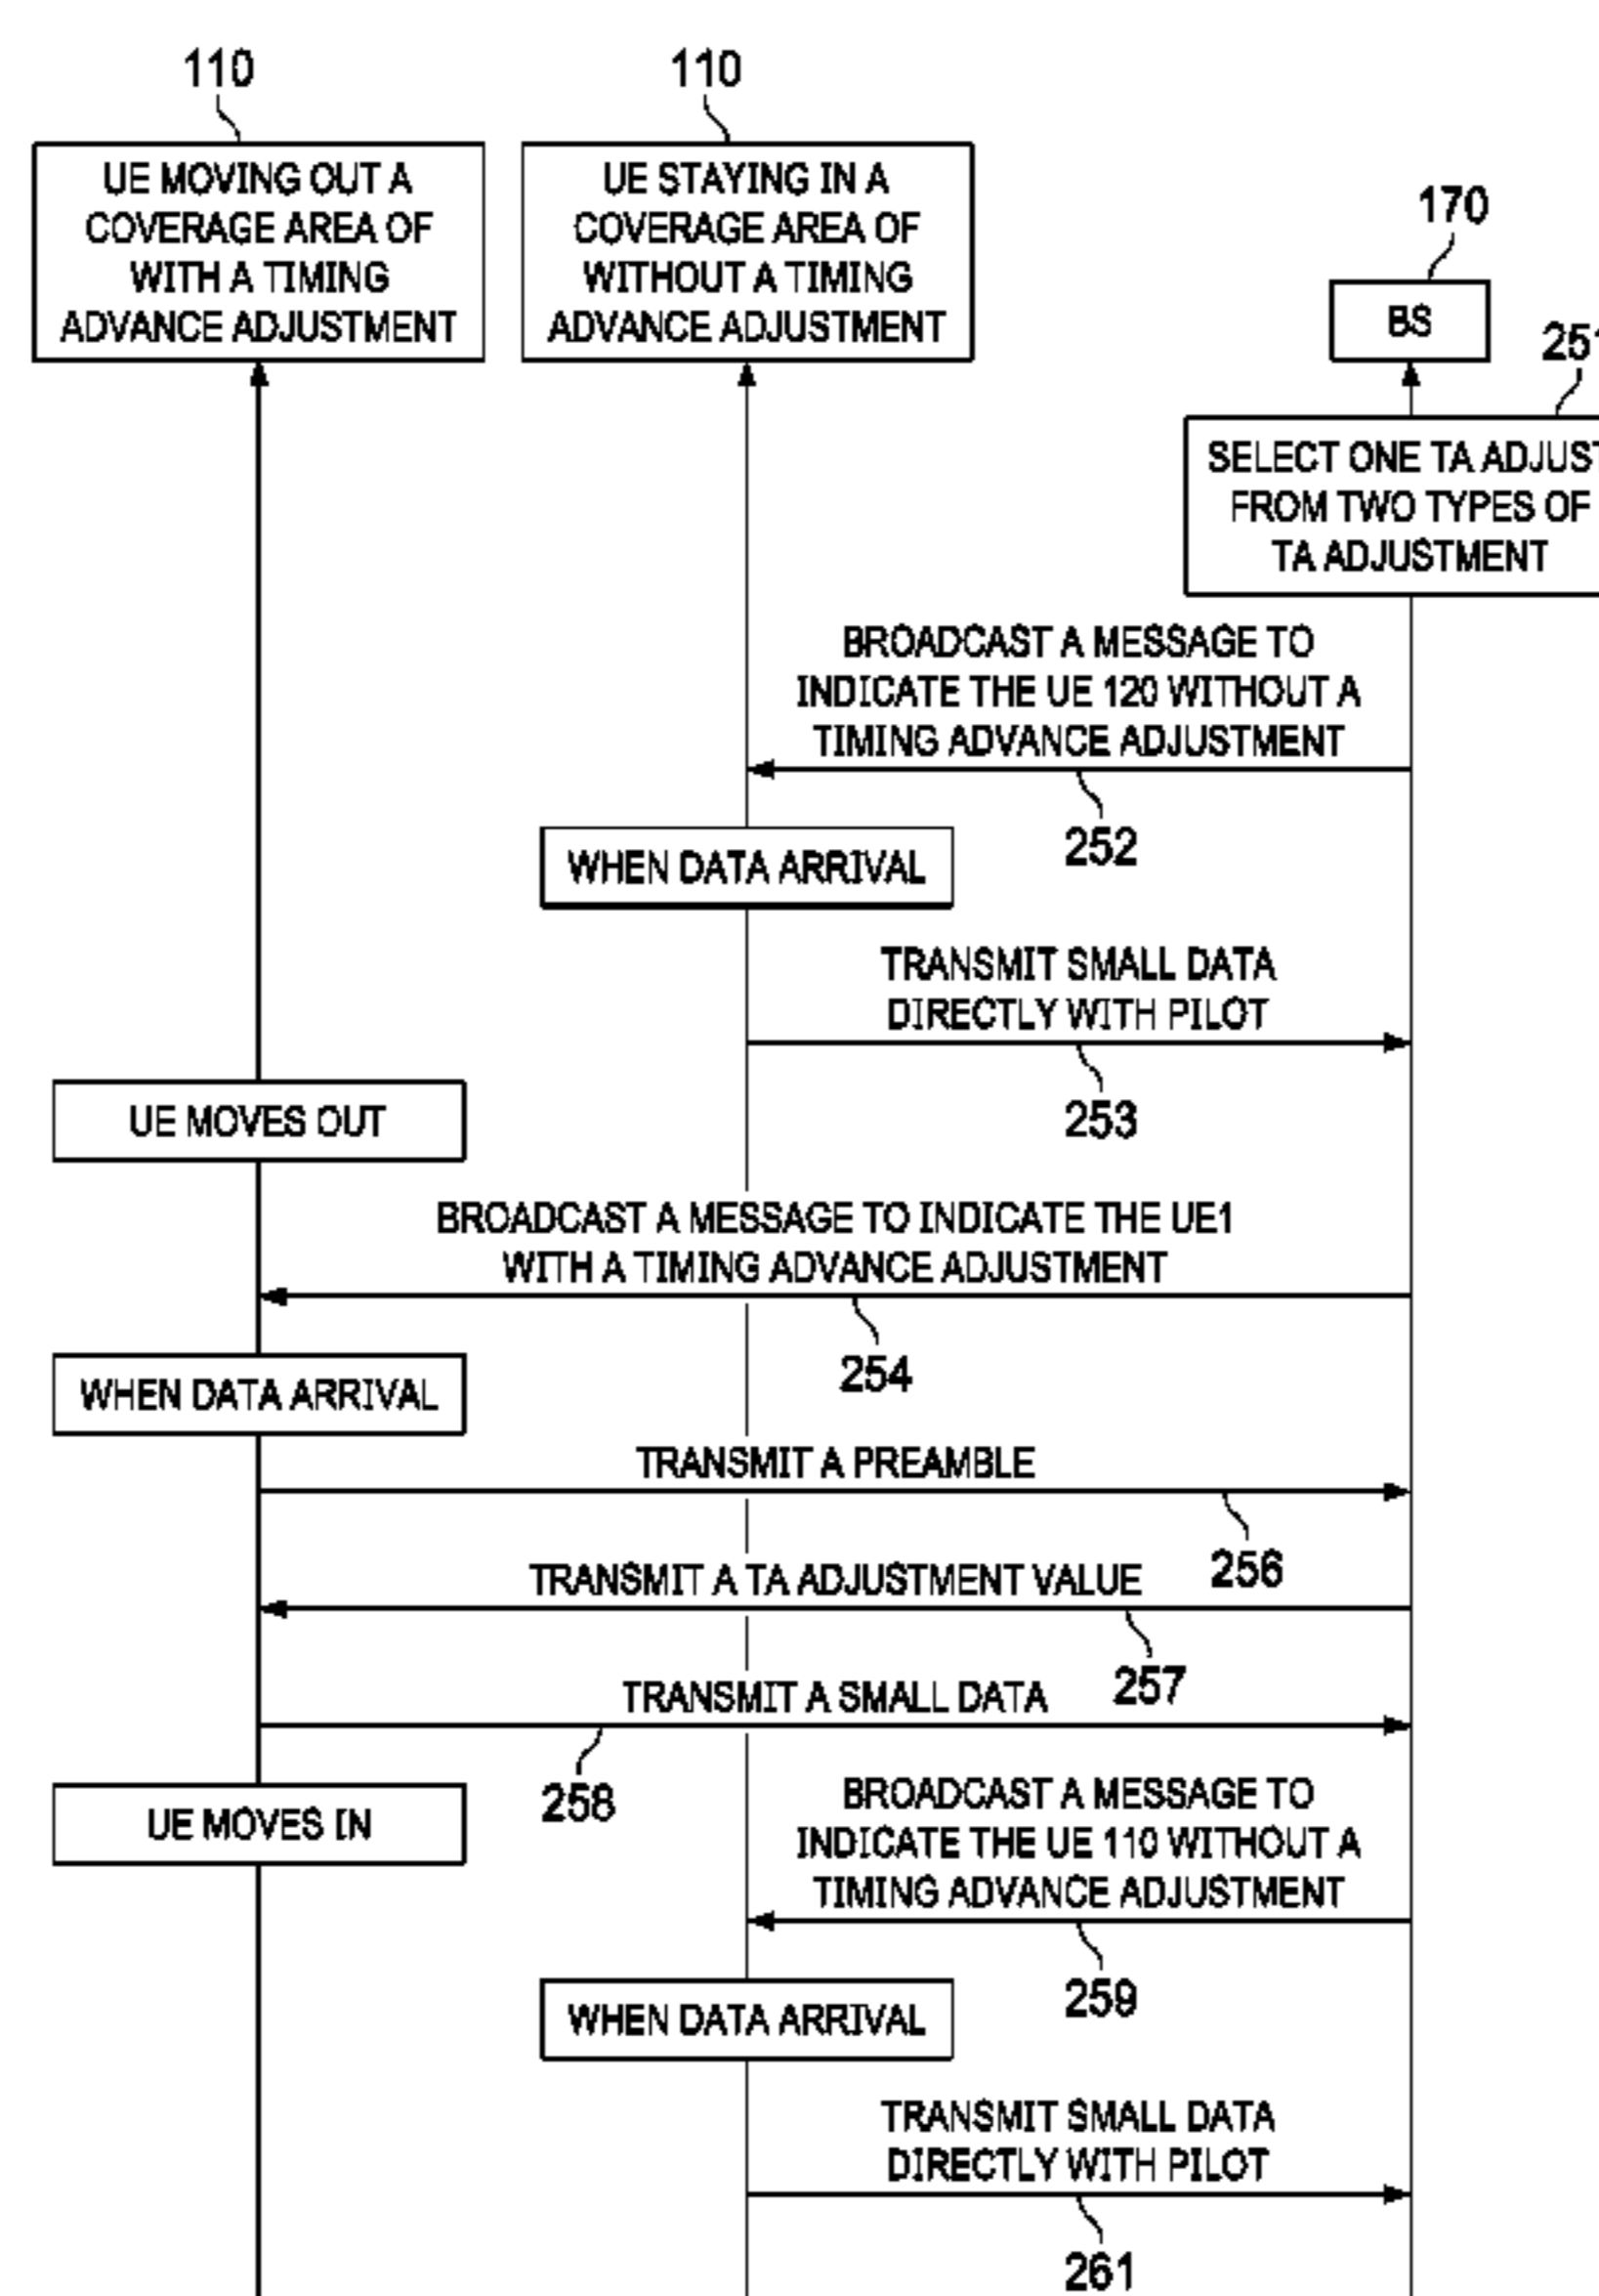 110
110
UE MOVING OUT A
COVERAGE AREA OF
WITH A TIMING
ADVANCE ADJUSTMENT
UE STAYING IN A
COVERAGE AREA OF
WITHOUT A TIMING
ADVANCE ADJUSTMENT
170
BS
251
SELECT ONE TA ADJUST
FROM TWO TYPES OF
TA ADJUSTMENT
BROADCAST A MESSAGE TO
INDICATE THE UE 120 WITHOUT A
TIMING ADVANCE ADJUSTMENT
252
WHEN DATA ARRIVAL
TRANSMIT SMALL DATA
DIRECTLY WITH PILOT
253
UE MOVES OUT
BROADCAST A MESSAGE TO INDICATE THE UE1
WITH A TIMING ADVANCE ADJUSTMENT
254
WHEN DATA ARRIVAL
TRANSMIT A PREAMBLE
256
TRANSMIT A TA ADJUSTMENT VALUE
257
TRANSMIT A SMALL DATA
258
UE MOVES IN
BROADCAST A MESSAGE TO
INDICATE THE UE 110 WITHOUT A
TIMING ADVANCE ADJUSTMENT
259
WHEN DATA ARRIVAL
TRANSMIT SMALL DATA
DIRECTLY WITH PILOT
261